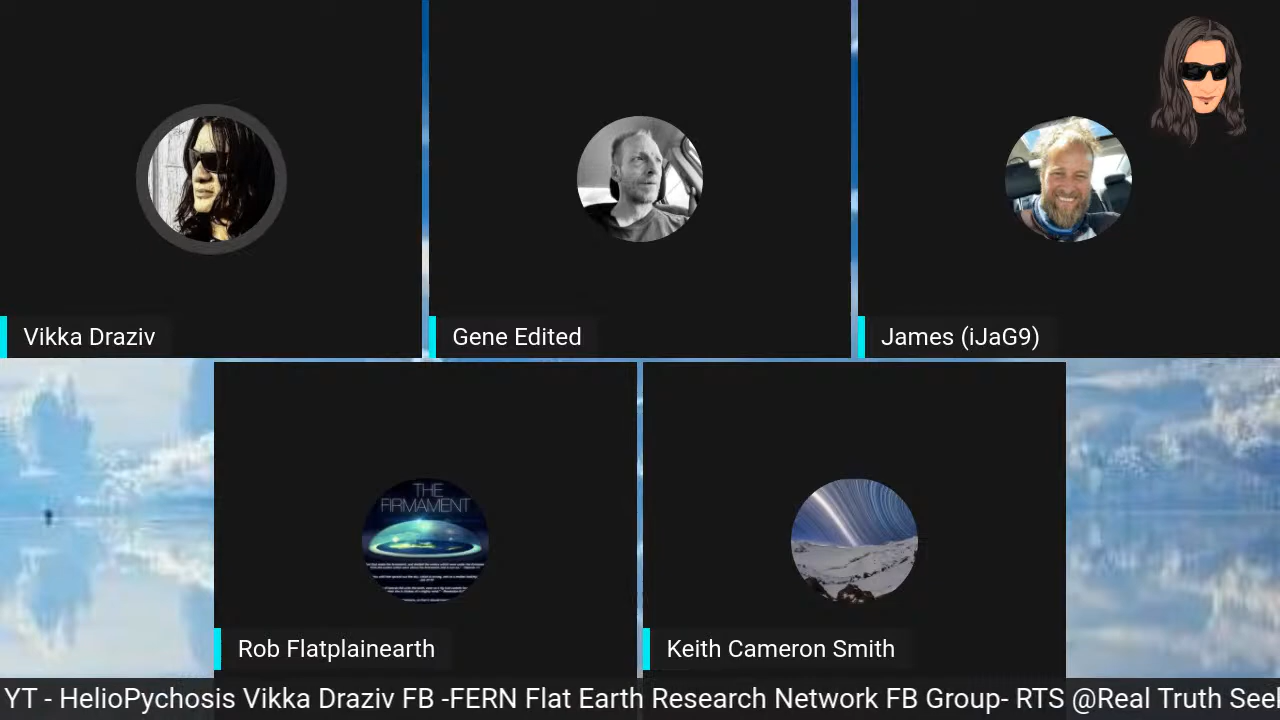 Vikka Draziv
Gene Edited
James (iJaG9)
THE
FIRMAMENT
Rob Flatplainearth
Keith Cameron Smith
YT - HelioPychosis Vikka Draziv FB -FERN Flat Earth Research Network FB Group- RTS @Real Truth See